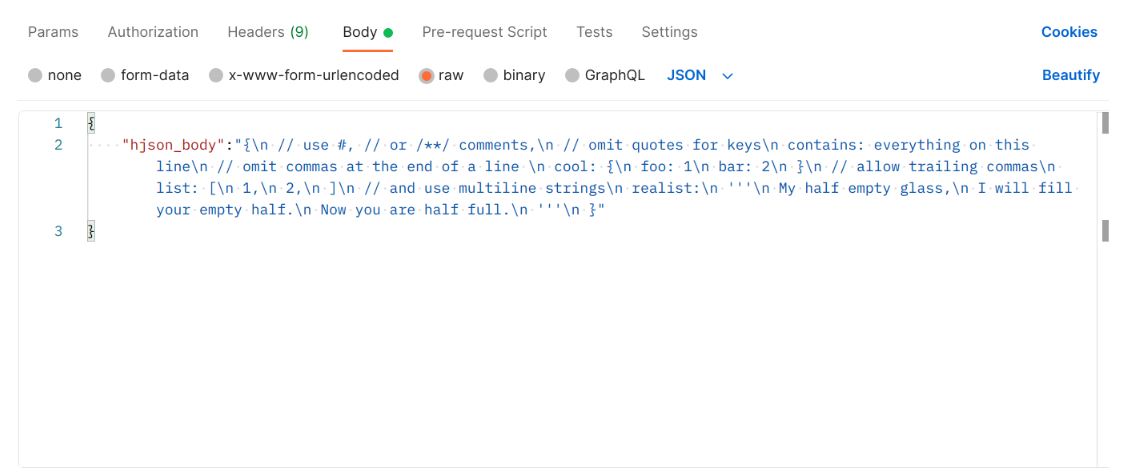 Params Authorization Headers (9) Body Pre-request Script Tests Settings Cookies
none form-data x-www-form-urlencoded raw binary GraphQL JSON Beautify
1 {
2 "hjson_body":"{\n // use #, // or /**/ comments,\n // omit quotes for keys\n contains: everything on this
line\n // omit commas at the end of a line \n cool: {\n foo: 1\n bar: 2\n }\n // allow trailing commas\n
list: [\n 1,\n 2,\n ]\n // and use multiline strings\n realist:\n '''\n My half empty glass,\n I will fill
your empty half.\n Now you are half full.\n '''\n }"
3 }